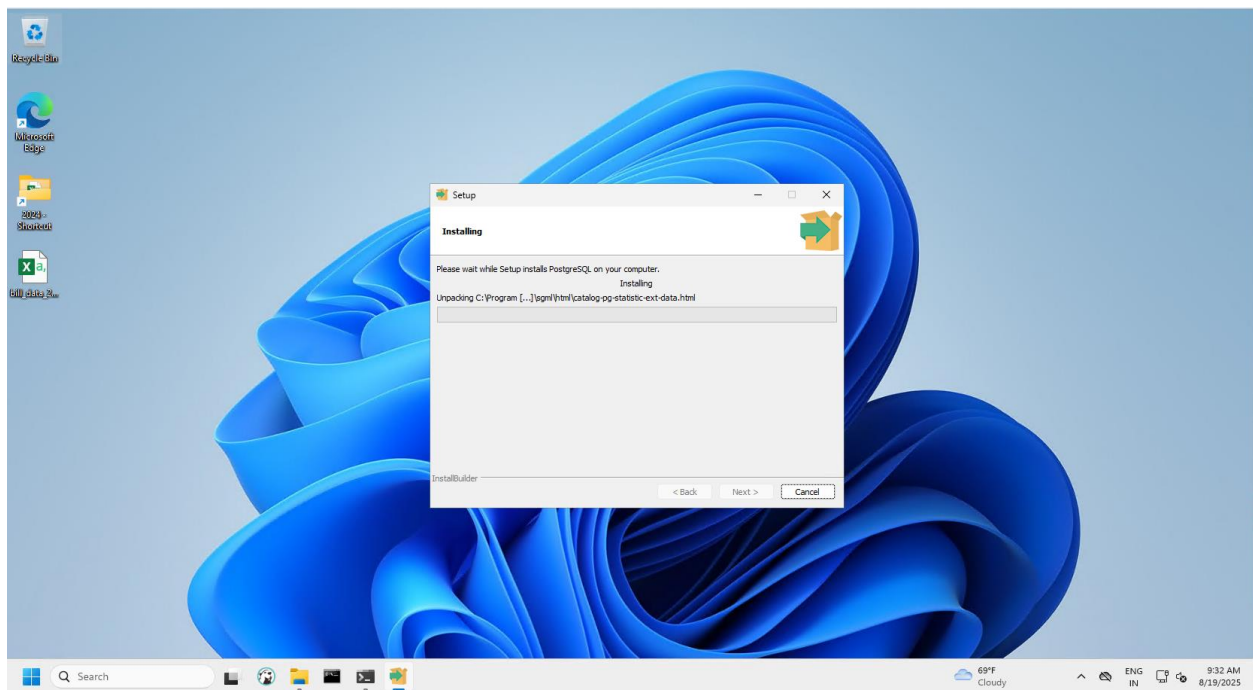 Recycle Bin
Microsoft
Edge
2024 -
Shortcut
bill_data_2...
Setup
Installing
Please wait while Setup installs PostgreSQL on your computer.
Installing
Unpacking C:\Program [...]\sgml\html\catalog-pg-statistic-ext-data.html
InstallBuilder
< Back
Next >
Cancel
Search
69°F
Cloudy
ENG
IN
9:32 AM
8/19/2025